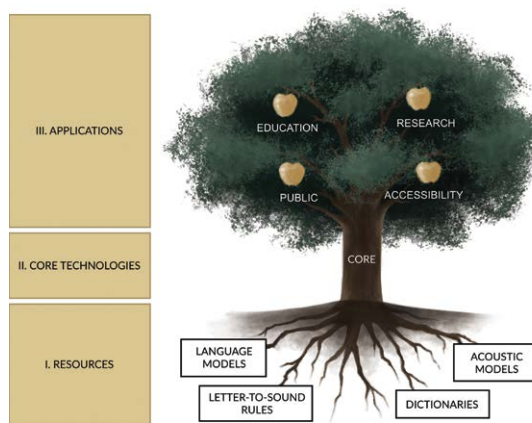 III. APPLICATIONS
EDUCATION
RESEARCH
PUBLIC
ACCESSIBILITY
II. CORE TECHNOLOGIES
CORE
I. RESOURCES
LANGUAGE
MODELS
ACOUSTIC
MODELS
LETTER-TO-SOUND
RULES
DICTIONARIES